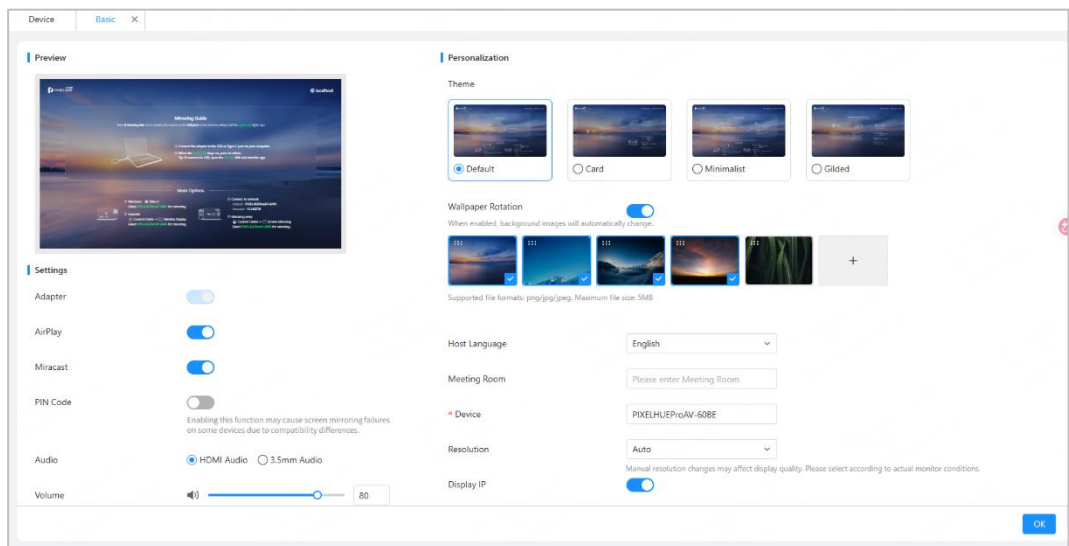 Device
Basic
Preview
Mirroring Guide
More Options
Settings
Adapter
AirPlay
Miracast
PIN Code
Enabling this function may cause screen mirroring failures
on some devices due to compatibility differences.
Audio
HDMI Audio
3.5mm Audio
Volume
80
Personalization
Theme
Default
Card
Minimalist
Gilded
Wallpaper Rotation
When enabled, background images will automatically change.
Supported file formats: png/jpg/jpeg. Maximum file size: 5MB
Host Language
English
Meeting Room
Please enter Meeting Room
* Device
PIXELHUEProAV-60BE
Resolution
Auto
Manual resolution changes may affect display quality. Please select according to actual monitor conditions.
Display IP
OK